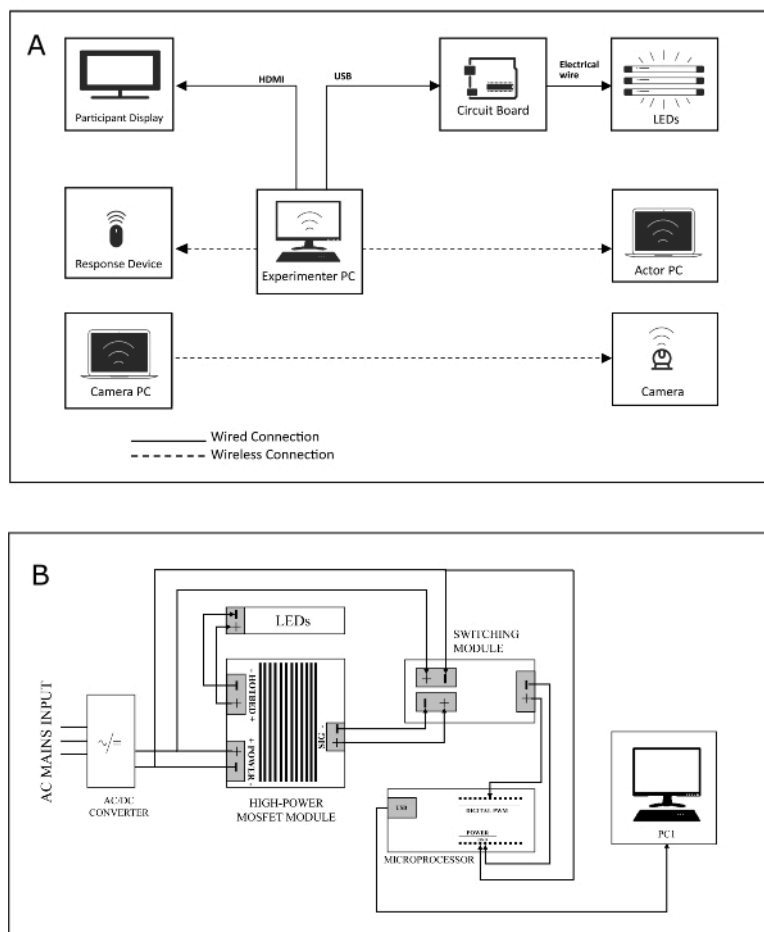 A
Participant Display
HDMI
USB
Circuit Board
Electrical
wire
LEDs
Response Device
Experimenter PC
Actor PC
Camera PC
Camera
Wired Connection
Wireless Connection
B
LEDs
SWITCHING
MODULE
- HOTBED +
+ POWER -
SIG -
AC MAINS INPUT
AC/DC
CONVERTER
HIGH-POWER
MOSFET MODULE
DIGITAL PWM
POWER
MICROPROCESSOR
PC1